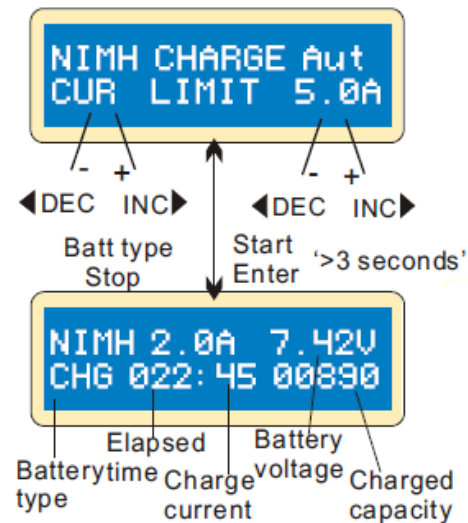 NIMH CHARGE Aut
CUR LIMIT 5.0A
- +
- +
◀DEC INC▶
◀DEC INC▶
Batt type
Stop
Start
Enter
'>3 seconds'
NIMH 2.0A 7.42V
CHG 022:45 00890
Battery
type
Elapsed
time
Charge
current
Battery
voltage
Charged
capacity